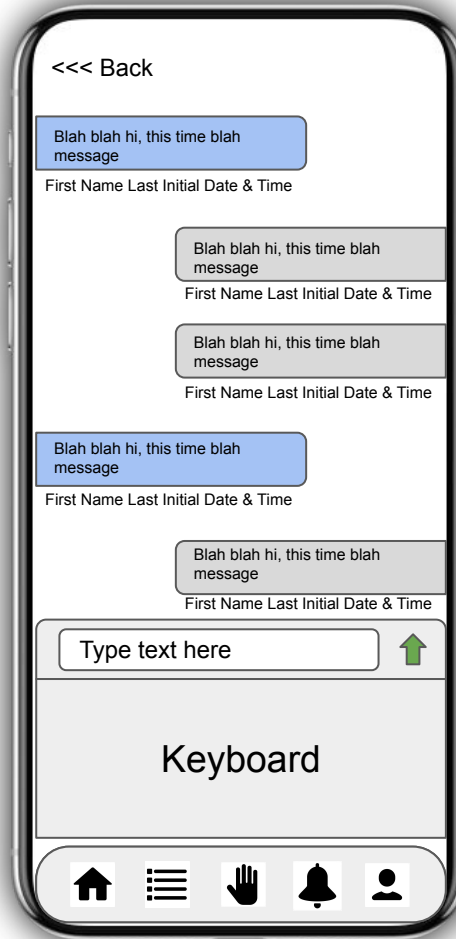 <<< Back
Blah blah hi, this time blah
message
First Name Last Initial Date & Time
Blah blah hi, this time blah
message
First Name Last Initial Date & Time
Blah blah hi, this time blah
message
First Name Last Initial Date & Time
Blah blah hi, this time blah
message
First Name Last Initial Date & Time
Blah blah hi, this time blah
message
First Name Last Initial Date & Time
Type text here
Keyboard